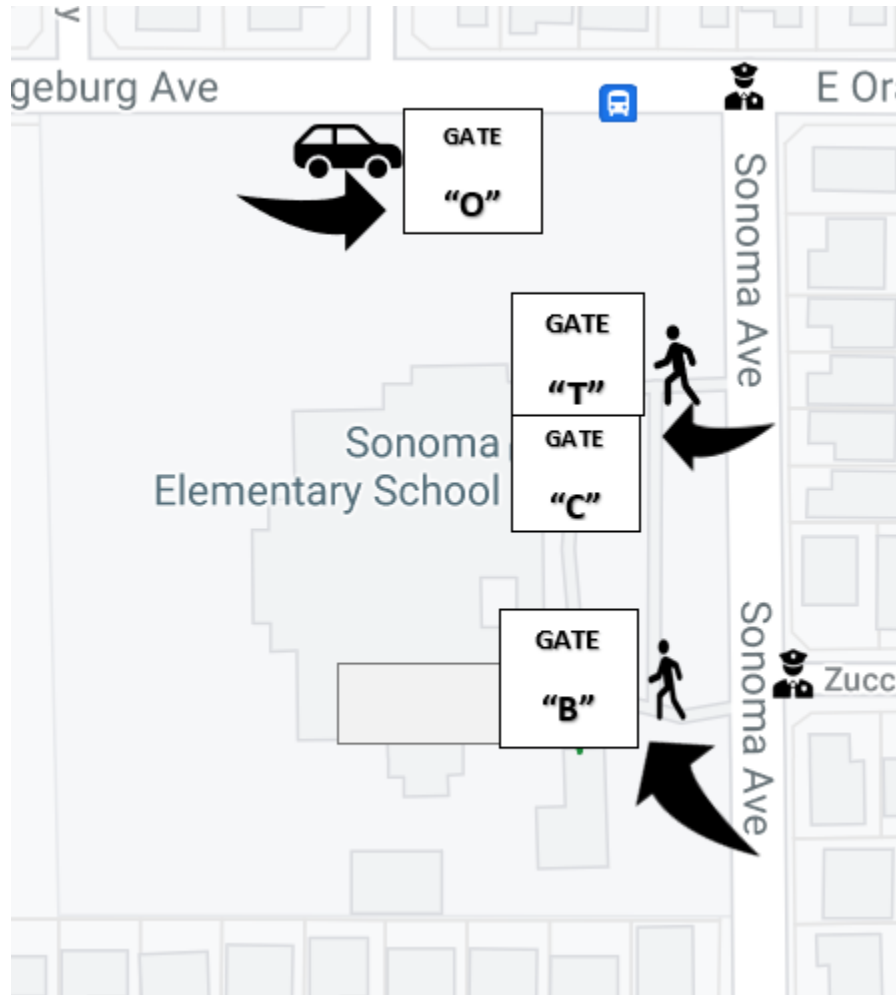 y
geburg Ave
E Or
GATE
“O”
Sonoma Ave
GATE
“T”
GATE
“C”
Sonoma
Elementary School
GATE
“B”
Sonoma Ave
Zucc